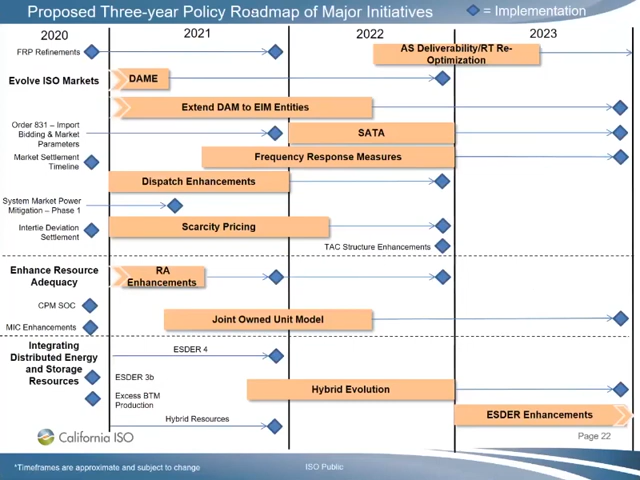 Proposed Three-year Policy Roadmap of Major Initiatives
= Implementation
2020
2021
2022
2023
FRP Refinements
AS Deliverability/RT Re-
Optimization
Evolve ISO Markets
DAME
Extend DAM to EIM Entities
Order 831 – Import
Bidding & Market
Parameters
SATA
Market Settlement
Timeline
Frequency Response Measures
Dispatch Enhancements
System Market Power
Mitigation – Phase 1
Intertie Deviation
Settlement
Scarcity Pricing
TAC Structure Enhancements
Enhance Resource
Adequacy
RA
Enhancements
CPM SOC
MIC Enhancements
Joint Owned Unit Model
Integrating
Distributed Energy
and Storage
Resources
ESDER 4
ESDER 3b
Excess BTM
Production
Hybrid Evolution
Hybrid Resources
ESDER Enhancements
California ISO
Page 22
*Timeframes are approximate and subject to change
ISO Public